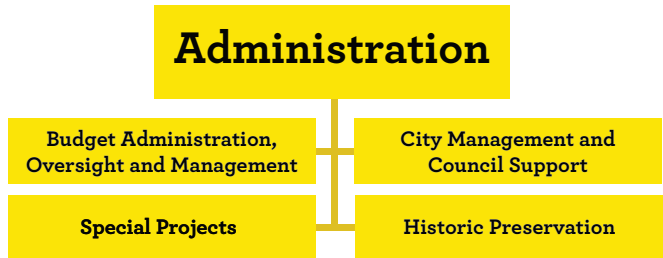 Administration
Budget Administration,
Oversight and Management
City Management and
Council Support
Special Projects
Historic Preservation